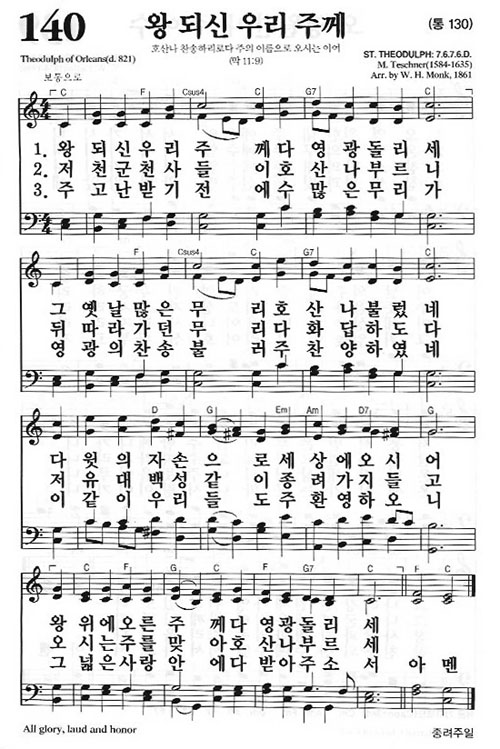 140 왕 되신 우리 주께 (통 130)
호산나 찬송하리로다 주의 이름으로 오시는 이여
(막 11:9)
Theodulph of Orleans(d. 821)
ST. THEODULPH: 7.6.7.6.D.
M. Teschner(1584-1635)
Arr. by W. H. Monk, 1861
보통으로
C F Csus4 C G7 C
1. 왕 되신우리주 께다영광돌리세
2. 저 천군천사들 이호산나부르니
3. 주 고난받기전 에수많은무리가
F Csus4 C G7 C
그 옛날많은무 리호산나불렀네
뒤 따라가던무 리다화답하도다
영 광의찬송불 러주찬양하였네
D G Em Am D7 G
다 윗의자손으 로세상에오시어
저 유대백성같 이종려가지들고
이 같이우리들 도주환영하오니
C F G C F C G7 C F C
왕 위에오른주 께다영광돌리세
오 시는주를맞 아호산나부르세
그 넓은사랑안 에다받아주소서 아멘
All glory, laud and honor
종려주일